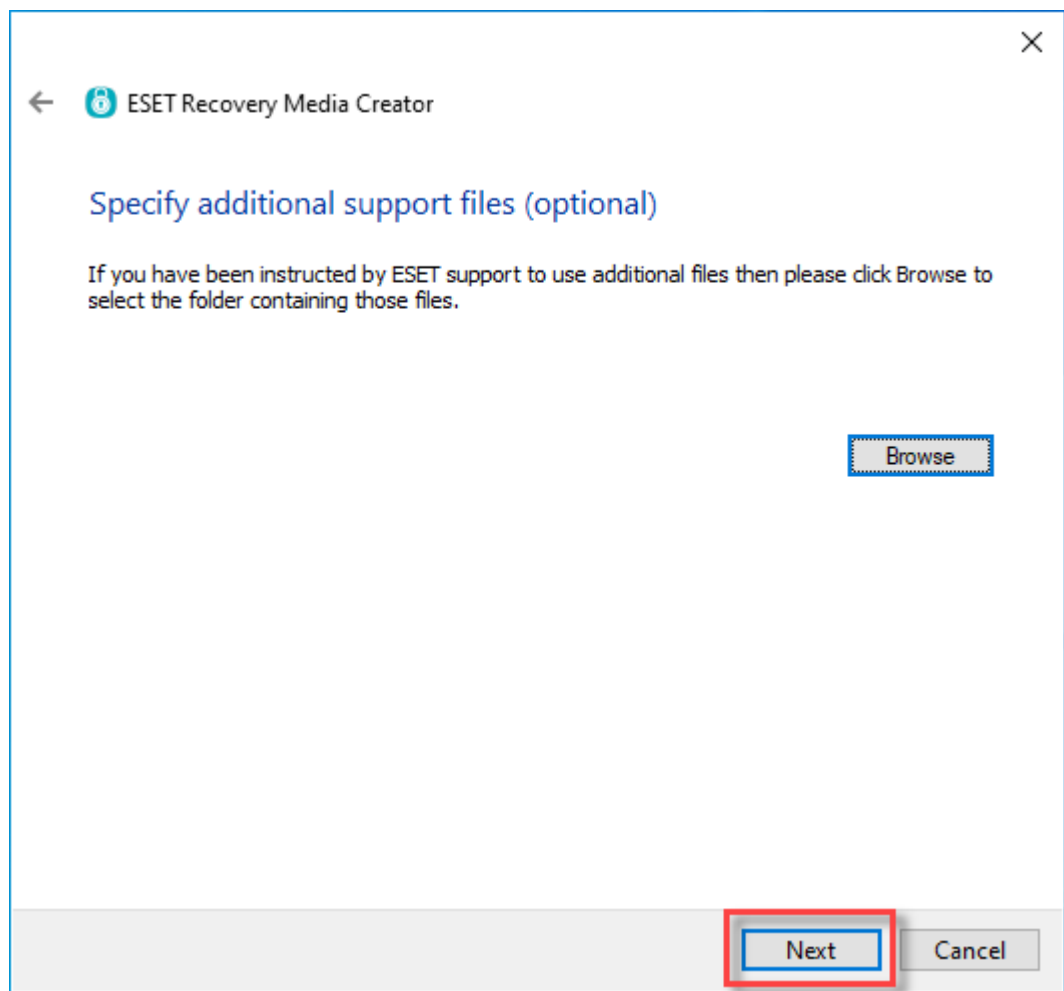 ESET Recovery Media Creator
Specify additional support files (optional)
If you have been instructed by ESET support to use additional files then please click Browse to
select the folder containing those files.
Browse
Next
Cancel